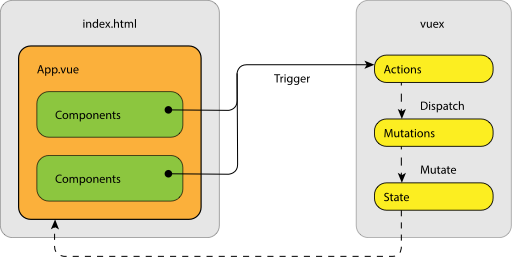 index.html
App.vue
Components
Components
Trigger
vuex
Actions
Dispatch
Mutations
Mutate
State